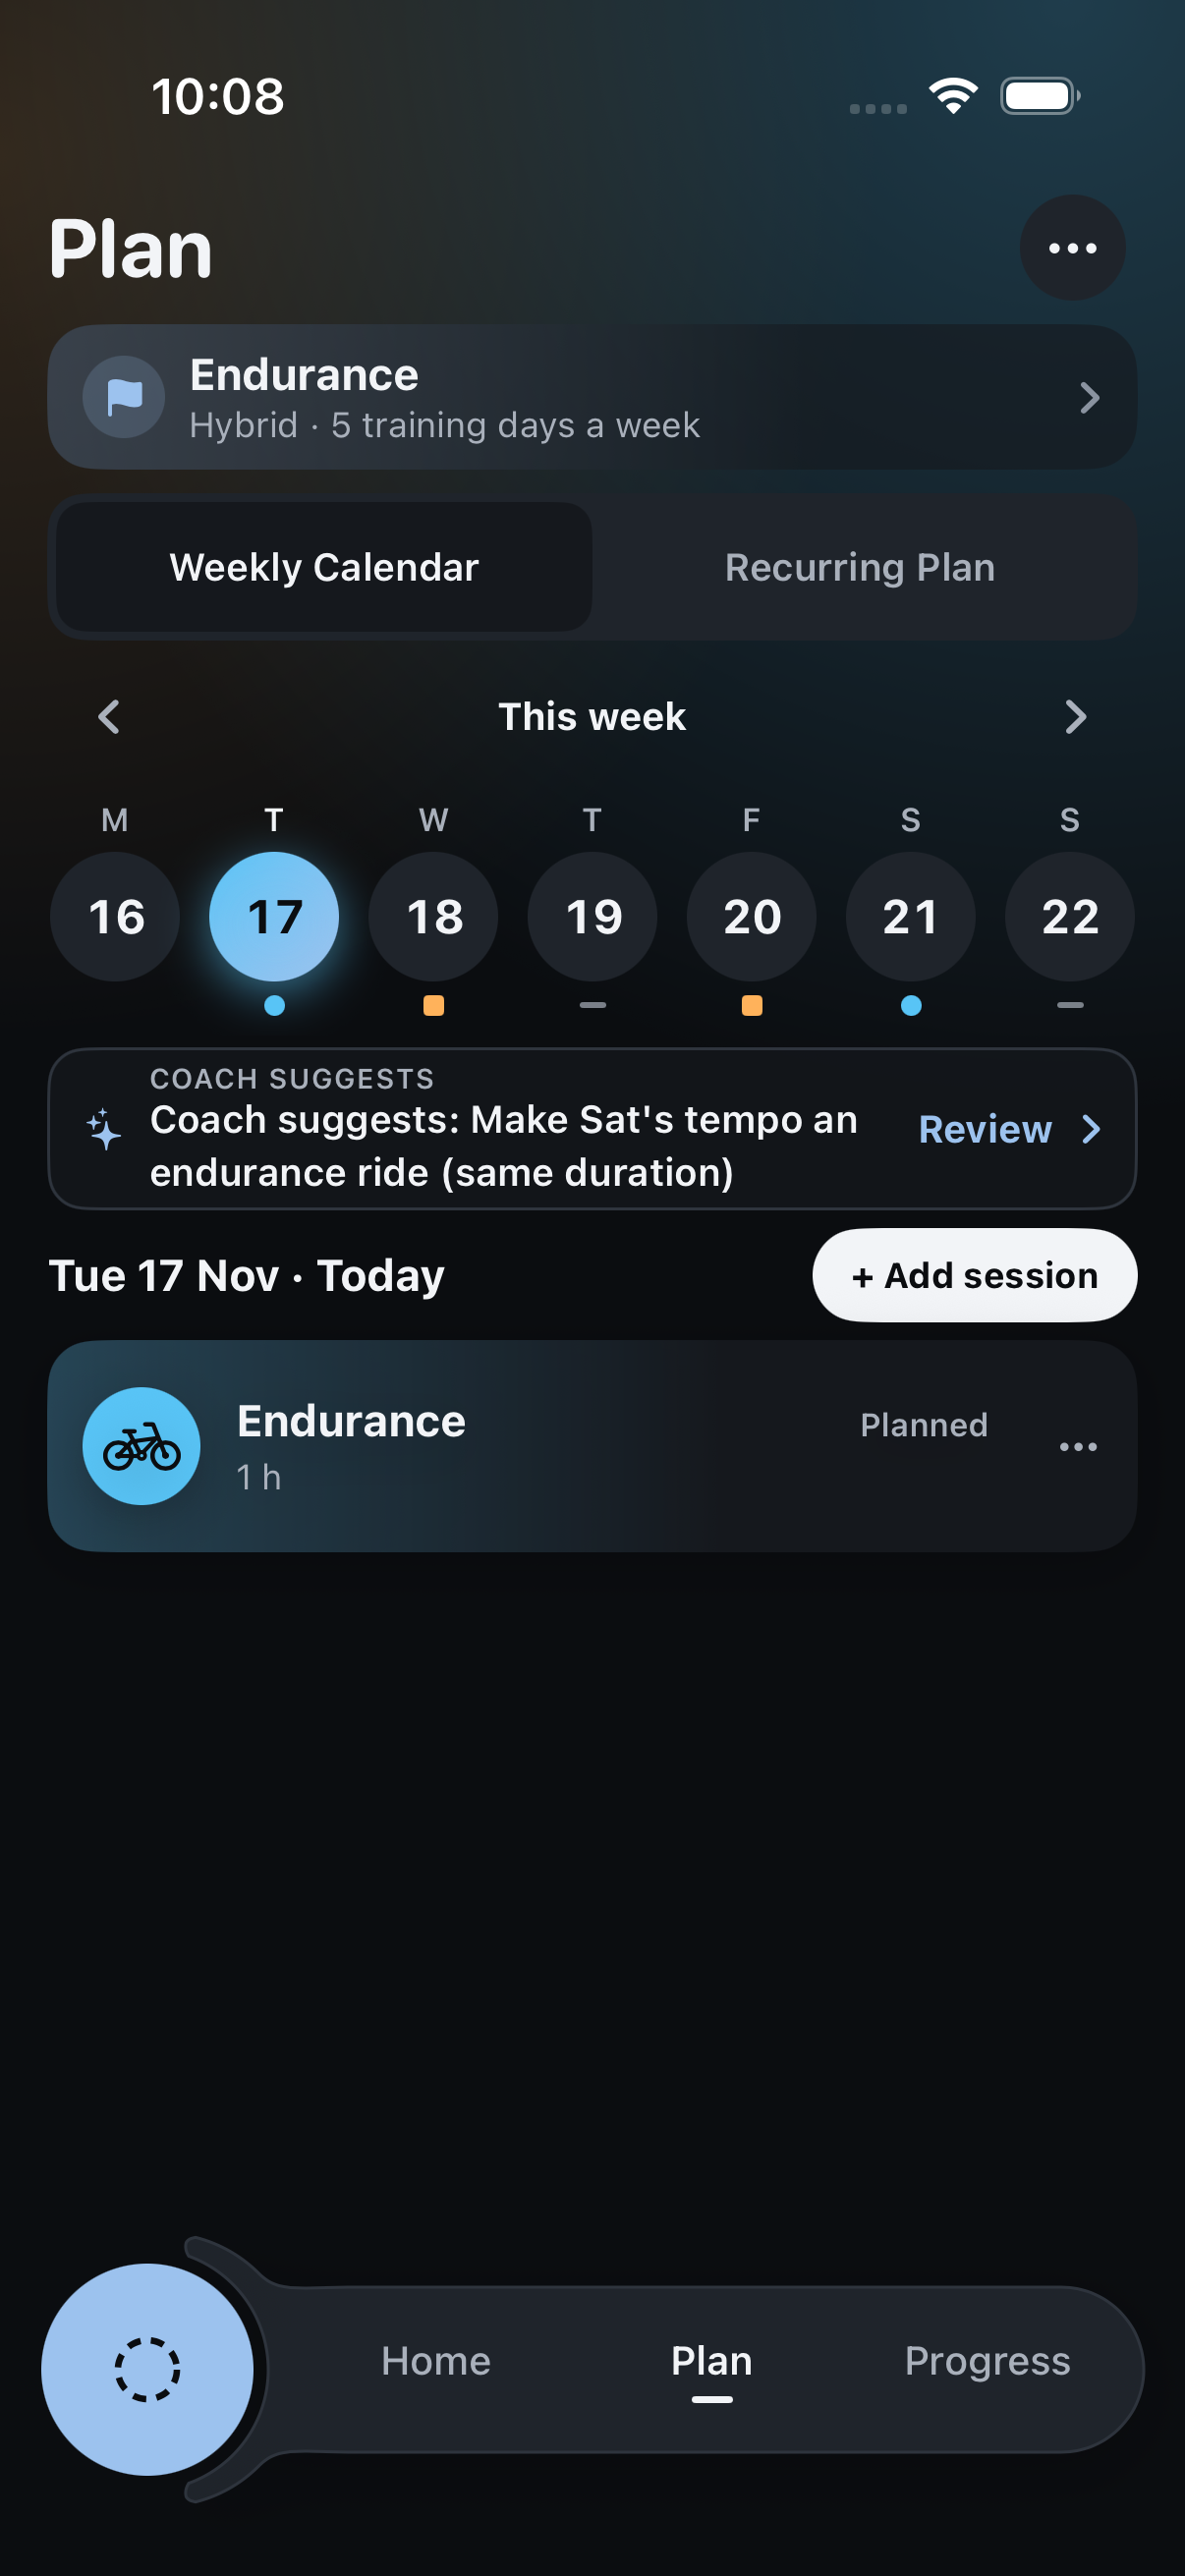 10:08
Plan
Endurance
Hybrid · 5 training days a week
Weekly Calendar
Recurring Plan
This week
M T W T F S S
16 17 18 19 20 21 22
COACH SUGGESTS
Coach suggests: Make Sat's tempo an
endurance ride (same duration)
Review
Tue 17 Nov · Today
+ Add session
Endurance
Planned
1 h
Home
Plan
Progress